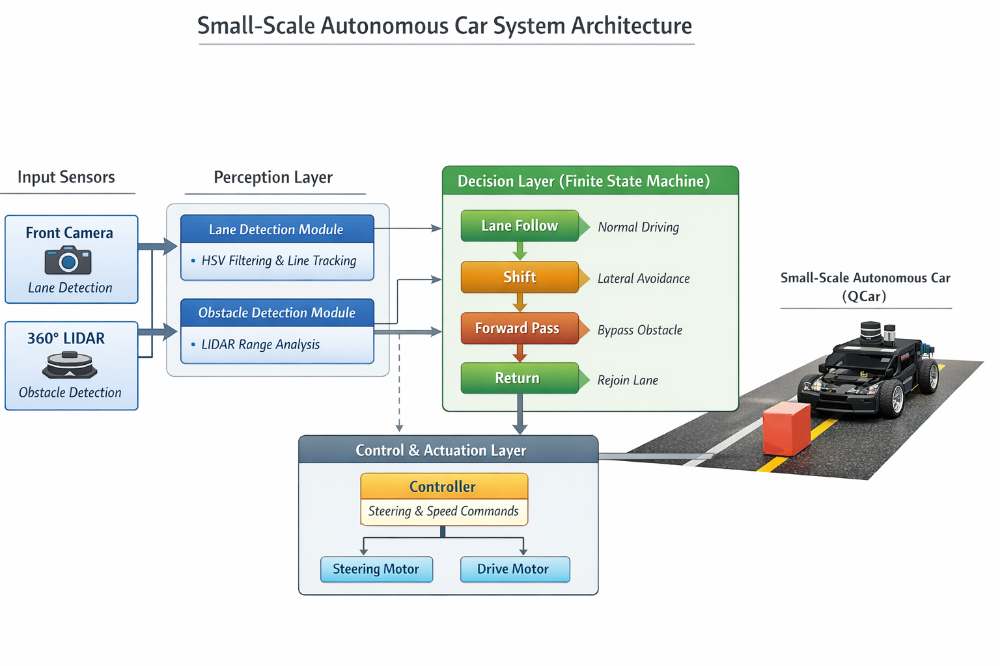 Small-Scale Autonomous Car System Architecture
Input Sensors
Front Camera
Lane Detection
360° LIDAR
Obstacle Detection
Perception Layer
Lane Detection Module
• HSV Filtering & Line Tracking
Obstacle Detection Module
• LIDAR Range Analysis
Decision Layer (Finite State Machine)
Lane Follow
Normal Driving
Shift
Lateral Avoidance
Forward Pass
Bypass Obstacle
Return
Rejoin Lane
Control & Actuation Layer
Controller
Steering & Speed Commands
Steering Motor
Drive Motor
Small-Scale Autonomous Car
(QCar)